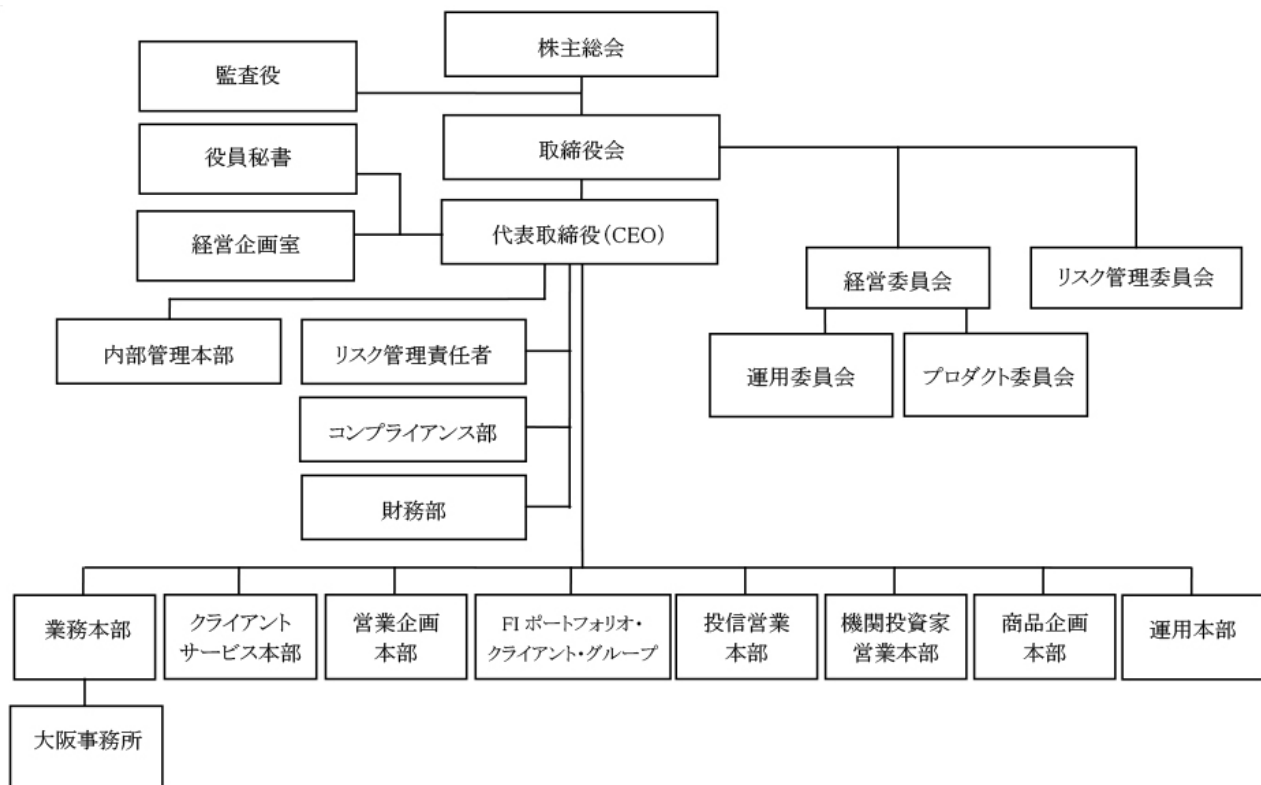 株主総会
監査役
取締役会
役員秘書
代表取締役(CEO)
経営企画室
経営委員会
リスク管理委員会
内部管理本部
リスク管理責任者
運用委員会
プロダクト委員会
コンプライアンス部
財務部
業務本部
クライアント
サービス本部
営業企画
本部
FI ポートフォリオ・
クライアント・グループ
投信営業
本部
機関投資家
営業本部
商品企画
本部
運用本部
大阪事務所